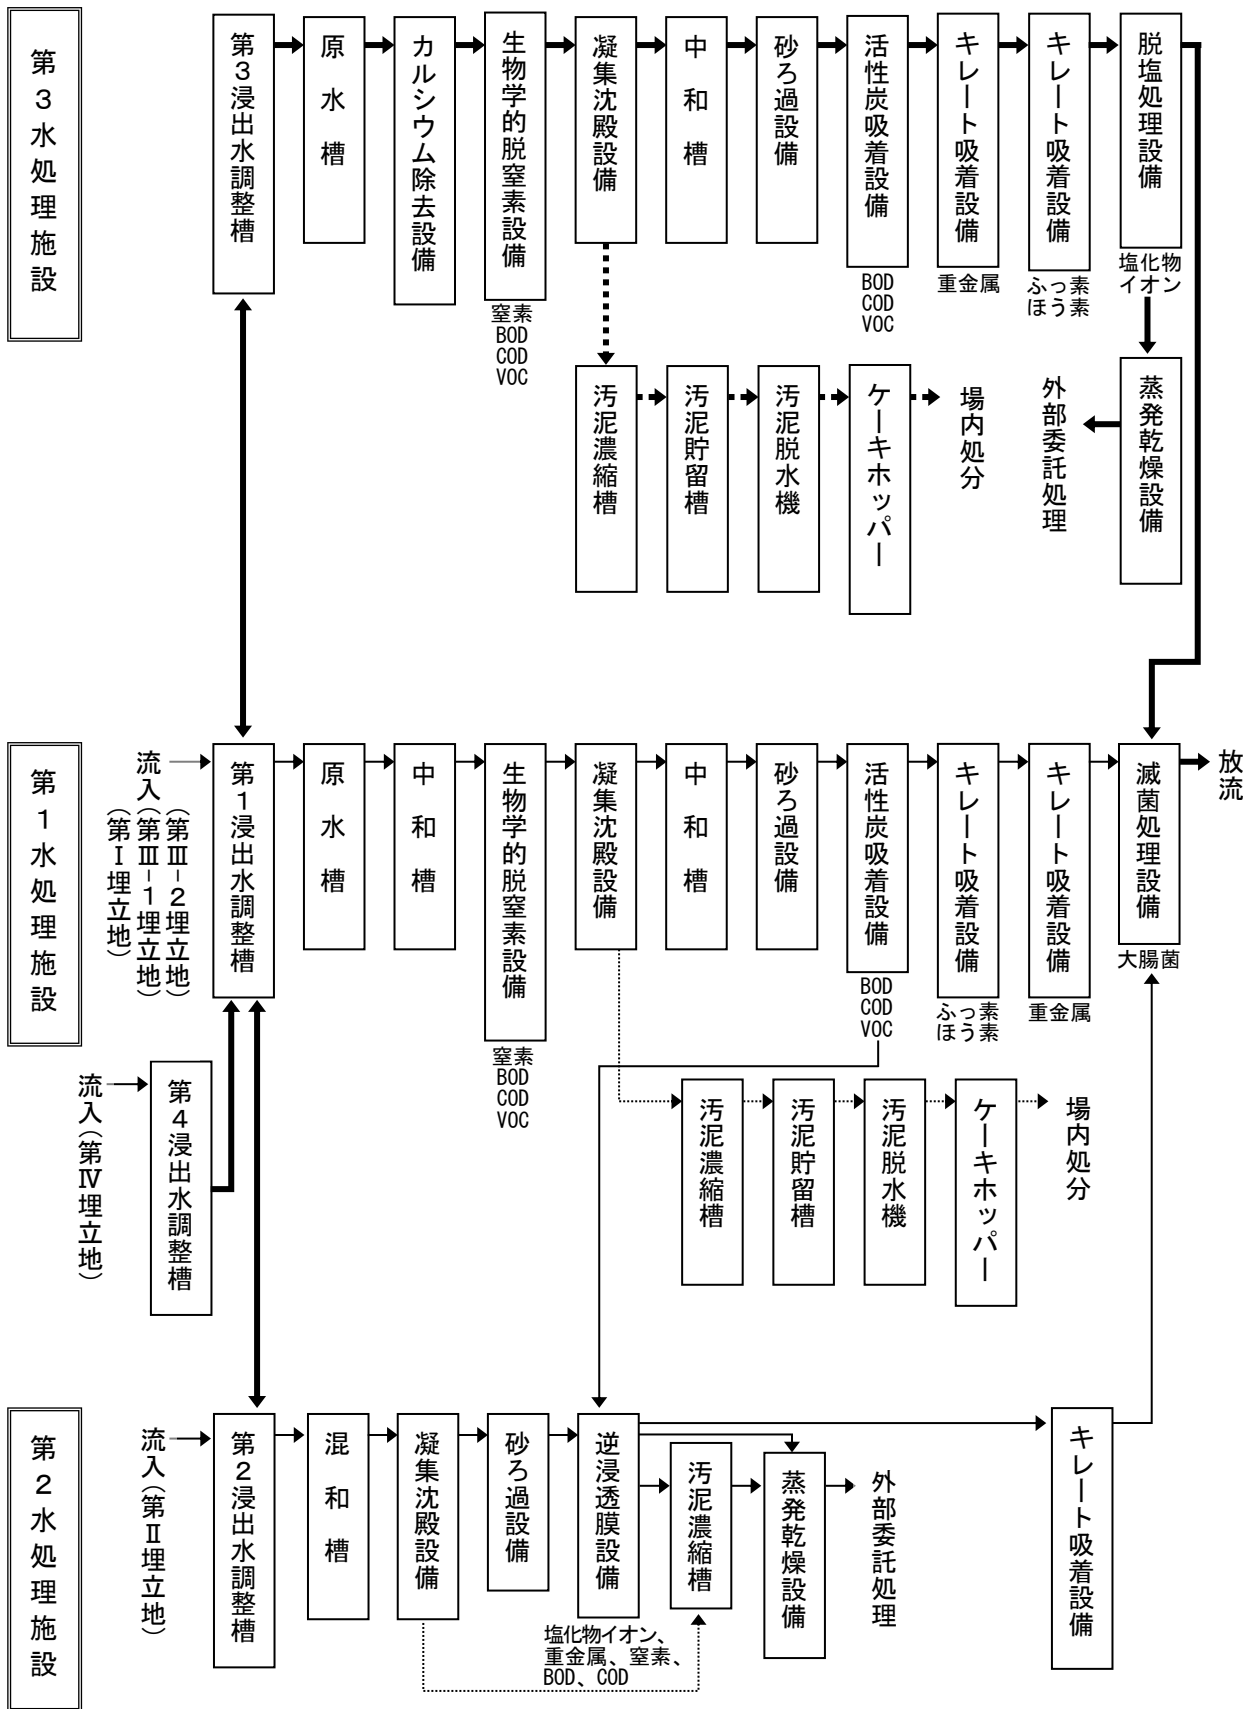 第3水処理施設
第3浸出水調整槽
原水槽
カルシウム除去設備
生物学的脱窒素設備
窒素
BOD
COD
VOC
凝集沈殿設備
中和槽
砂ろ過設備
活性炭吸着設備
BOD
COD
VOC
キレート吸着設備
重金属
キレート吸着設備
ふっ素
ほう素
脱塩処理設備
塩化物
イオン
汚泥濃縮槽
汚泥貯留槽
汚泥脱水機
ケーキホッパー
場内処分
外部委託処理
蒸発乾燥設備
第1水処理施設
（第Ⅲ－2埋立地）
流入（第Ⅲ－1埋立地）
（第Ⅰ埋立地）
第1浸出水調整槽
原水槽
中和槽
生物学的脱窒素設備
窒素
BOD
COD
VOC
凝集沈殿設備
中和槽
砂ろ過設備
活性炭吸着設備
BOD
COD
VOC
キレート吸着設備
ふっ素
ほう素
キレート吸着設備
重金属
滅菌処理設備
大腸菌
放流
流入（第Ⅳ埋立地）
第4浸出水調整槽
汚泥濃縮槽
汚泥貯留槽
汚泥脱水機
ケーキホッパー
場内処分
第2水処理施設
流入（第Ⅱ埋立地）
第2浸出水調整槽
混和槽
凝集沈殿設備
砂ろ過設備
逆浸透膜設備
塩化物イオン、
重金属、窒素、
BOD、COD
汚泥濃縮槽
蒸発乾燥設備
外部委託処理
キレート吸着設備